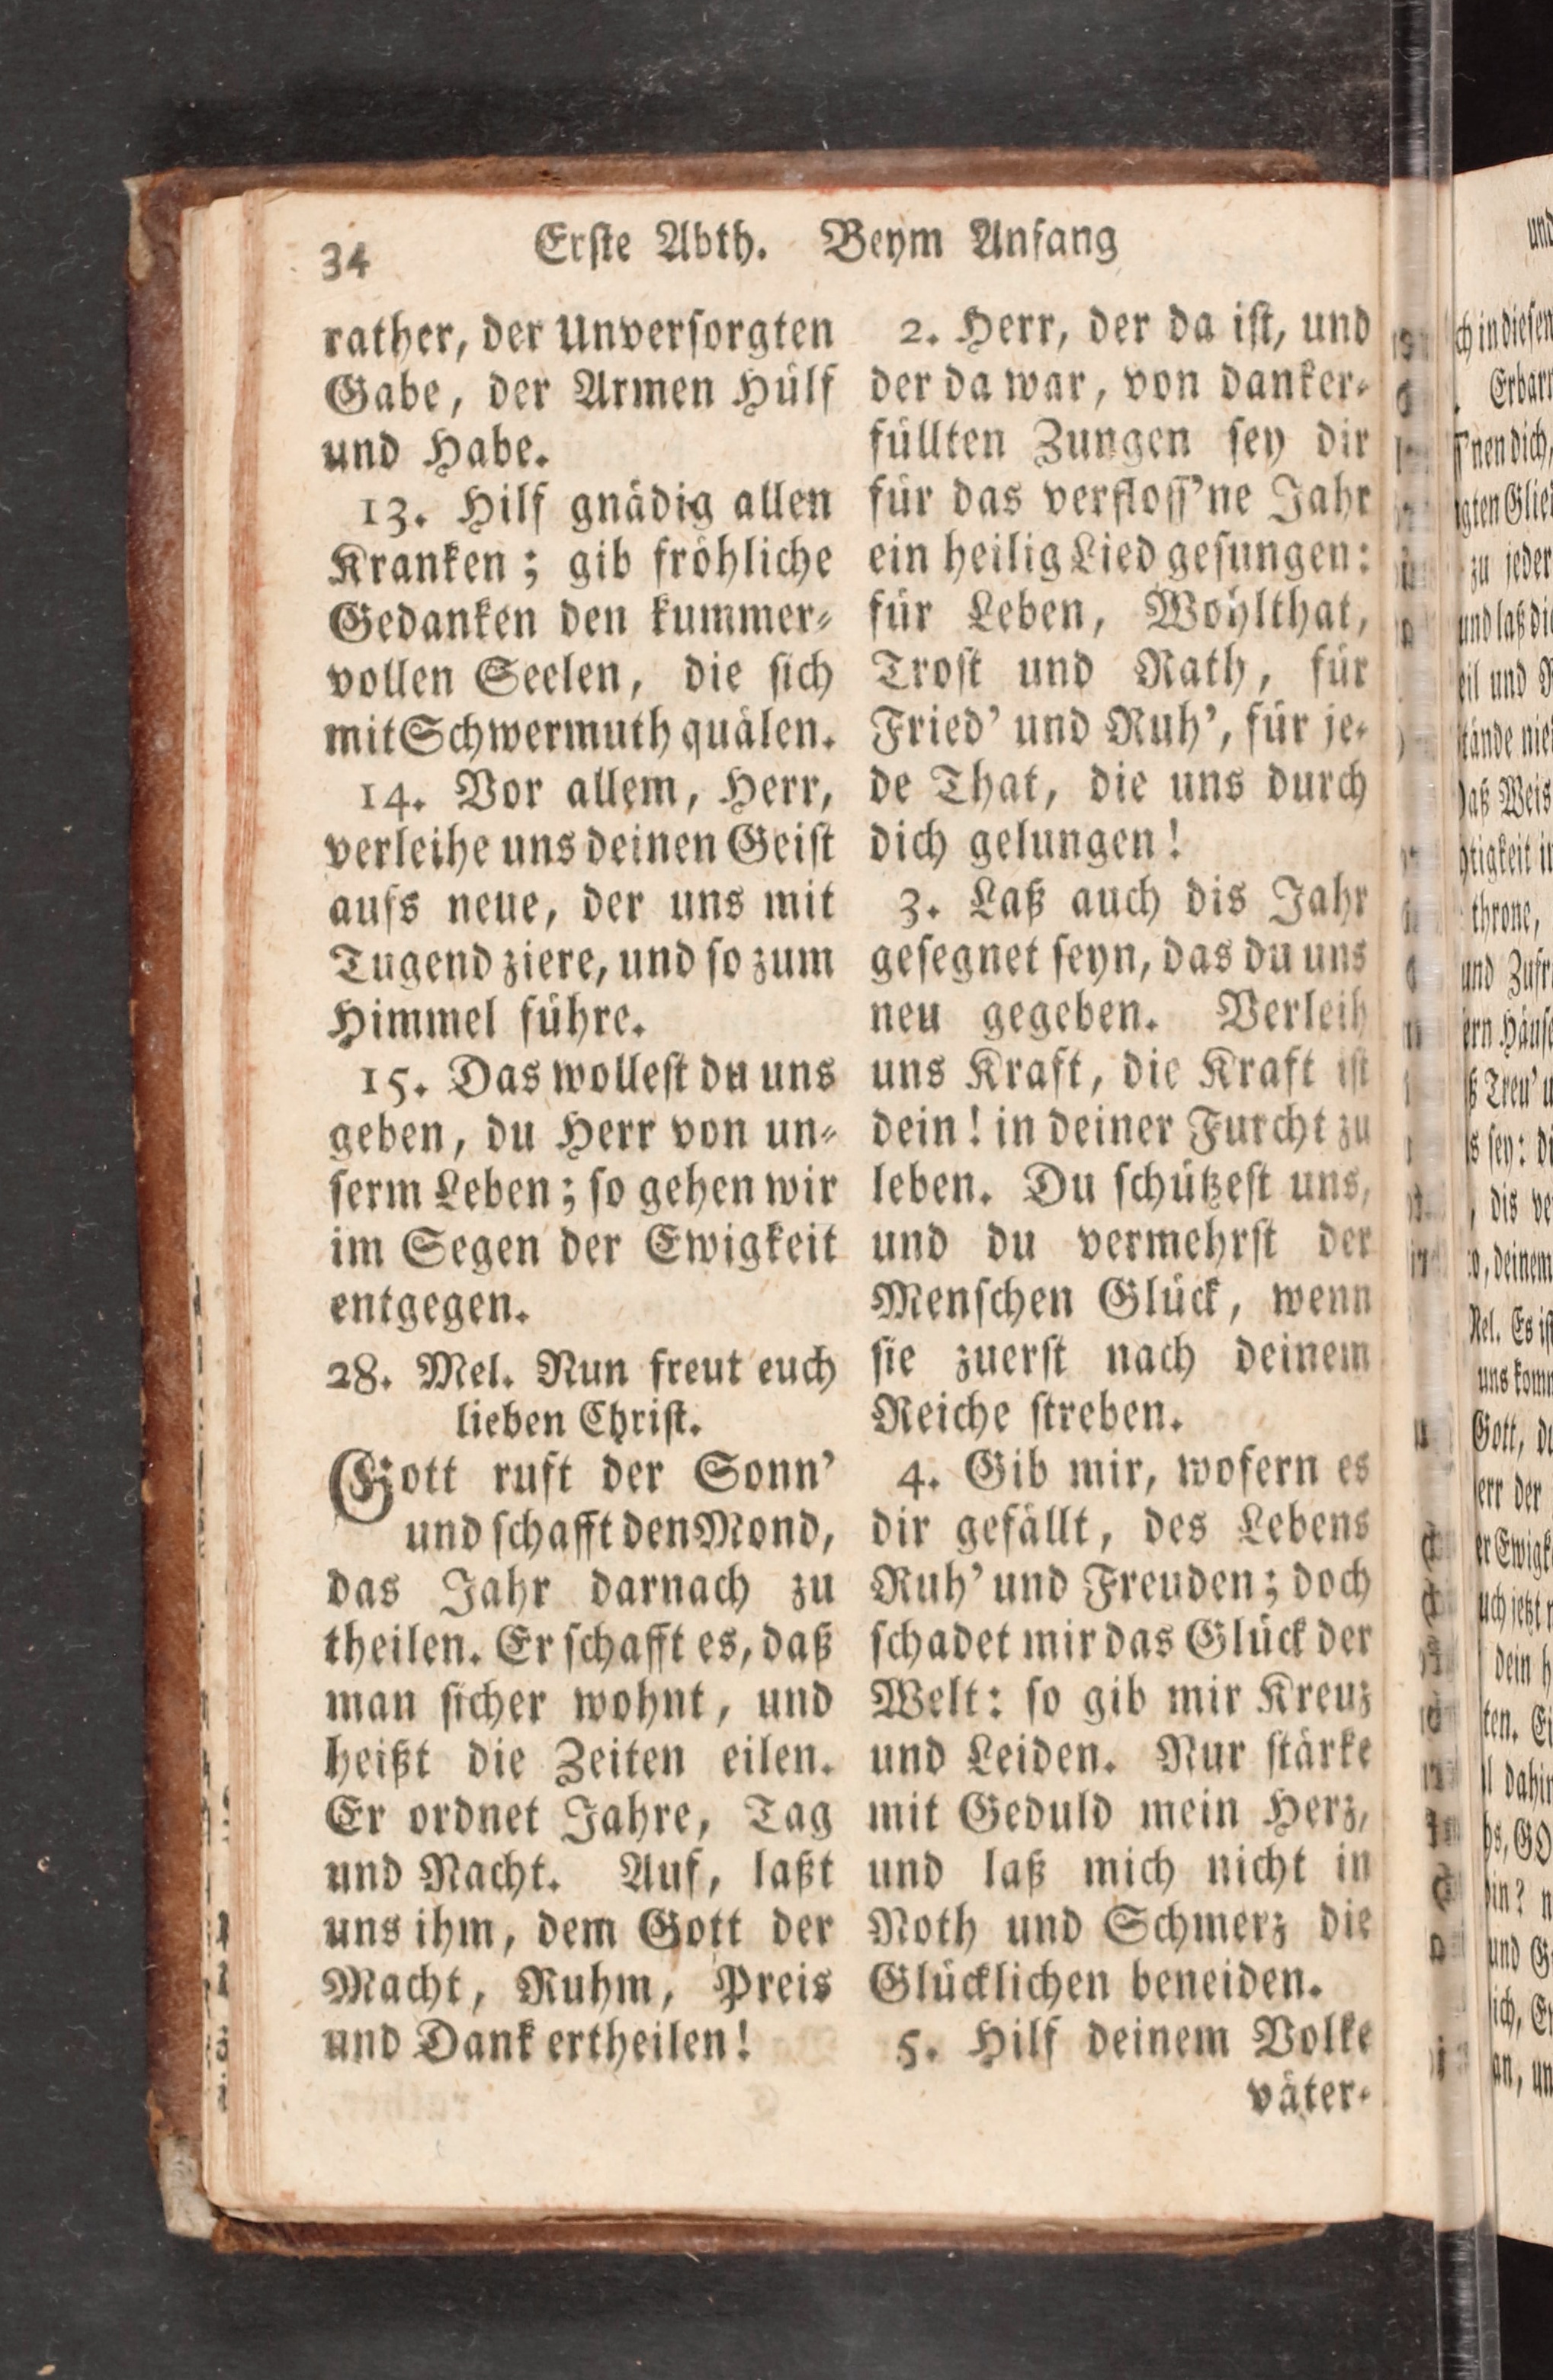 34
Erste Abth. Beym Anfang
rather, der Unversorgten
Gabe, der Armen Hülf
und Habe.
13. Hilf gnädig allen
Kranken; gib fröhliche
Gedanken den kummer-
vollen Seelen, die sich
mit Schwermuth quälen.
14. Vor allem, Herr,
verleihe uns deinen Geist
aufs neue, der uns mit
Tugend ziere, und so zum
Himmel führe.
15. Das wollest du uns
geben, du Herr von un-
serm Leben; so gehen wir
im Segen der Ewigkeit
entgegen.
28. Mel. Nun freut euch
lieben Christ.
Gott ruft der Sonn'
und schafft den Mond,
das Jahr darnach zu
theilen. Er schafft es, daß
man sicher wohnt, und
heißt die Zeiten eilen.
Er ordnet Jahre, Tag
und Nacht. Auf, laßt
uns ihm, dem Gott der
Macht, Ruhm, Preis
und Dank ertheilen!
2. Herr, der da ist, und
der da war, von danker-
füllten Zungen sey dir
für das verfloss'ne Jahr
ein heilig Lied gesungen:
für Leben, Wohlthat,
Trost und Rath, für
Fried' und Ruh', für je-
de That, die uns durch
dich gelungen!
3. Laß auch dis Jahr
gesegnet seyn, das du uns
neu gegeben. Verleih
uns Kraft, die Kraft ist
dein! in deiner Furcht zu
leben. Du schützest uns,
und du vermehrst der
Menschen Glück, wenn
sie zuerst nach deinem
Reiche streben.
4. Gib mir, wofern es
dir gefällt, des Lebens
Ruh' und Freuden; doch
schadet mir das Glück der
Welt: so gib mir Kreuz
und Leiden. Nur stärke
mit Geduld mein Herz,
und laß mich nicht in
Noth und Schmerz die
Glücklichen beneiden.
5. Hilf deinem Volke
väter-